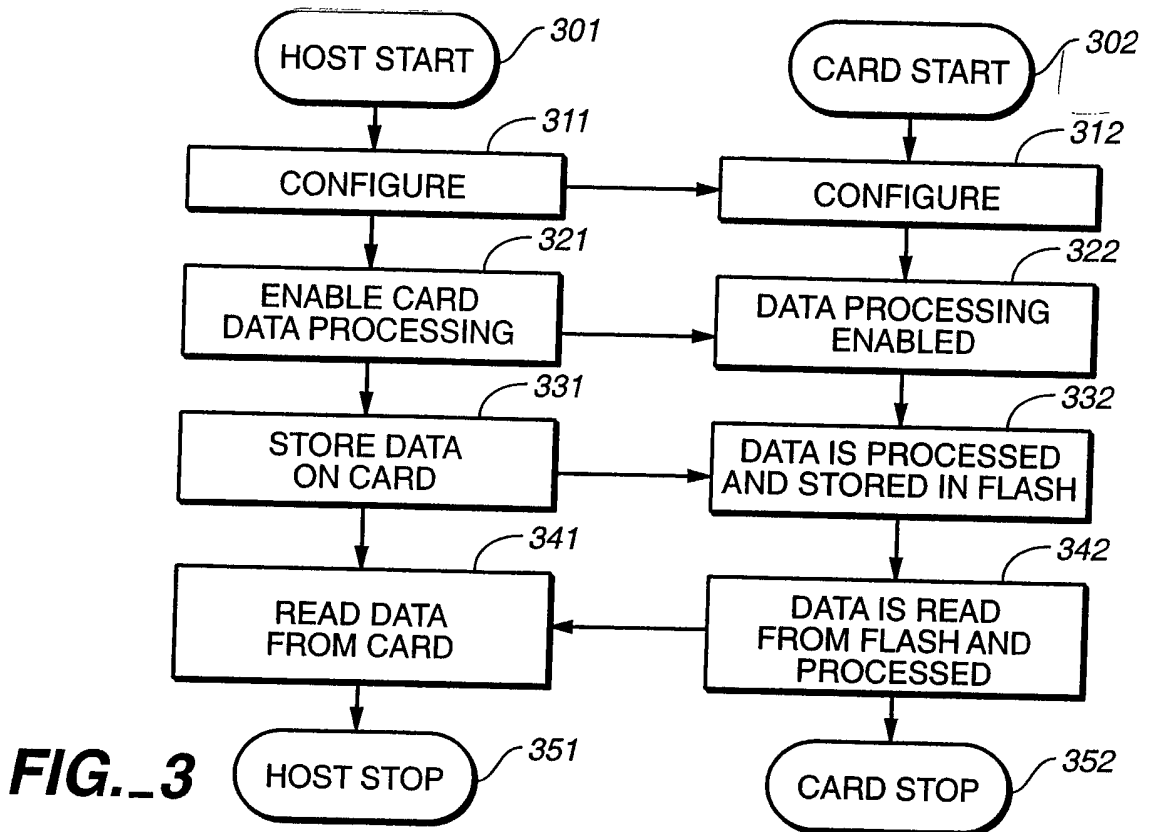 HOST START
301
CARD START
302
311
CONFIGURE
312
CONFIGURE
321
ENABLE CARD
DATA PROCESSING
322
DATA PROCESSING
ENABLED
331
STORE DATA
ON CARD
332
DATA IS PROCESSED
AND STORED IN FLASH
341
READ DATA
FROM CARD
342
DATA IS READ
FROM FLASH AND
PROCESSED
HOST STOP
351
CARD STOP
352
FIG._3